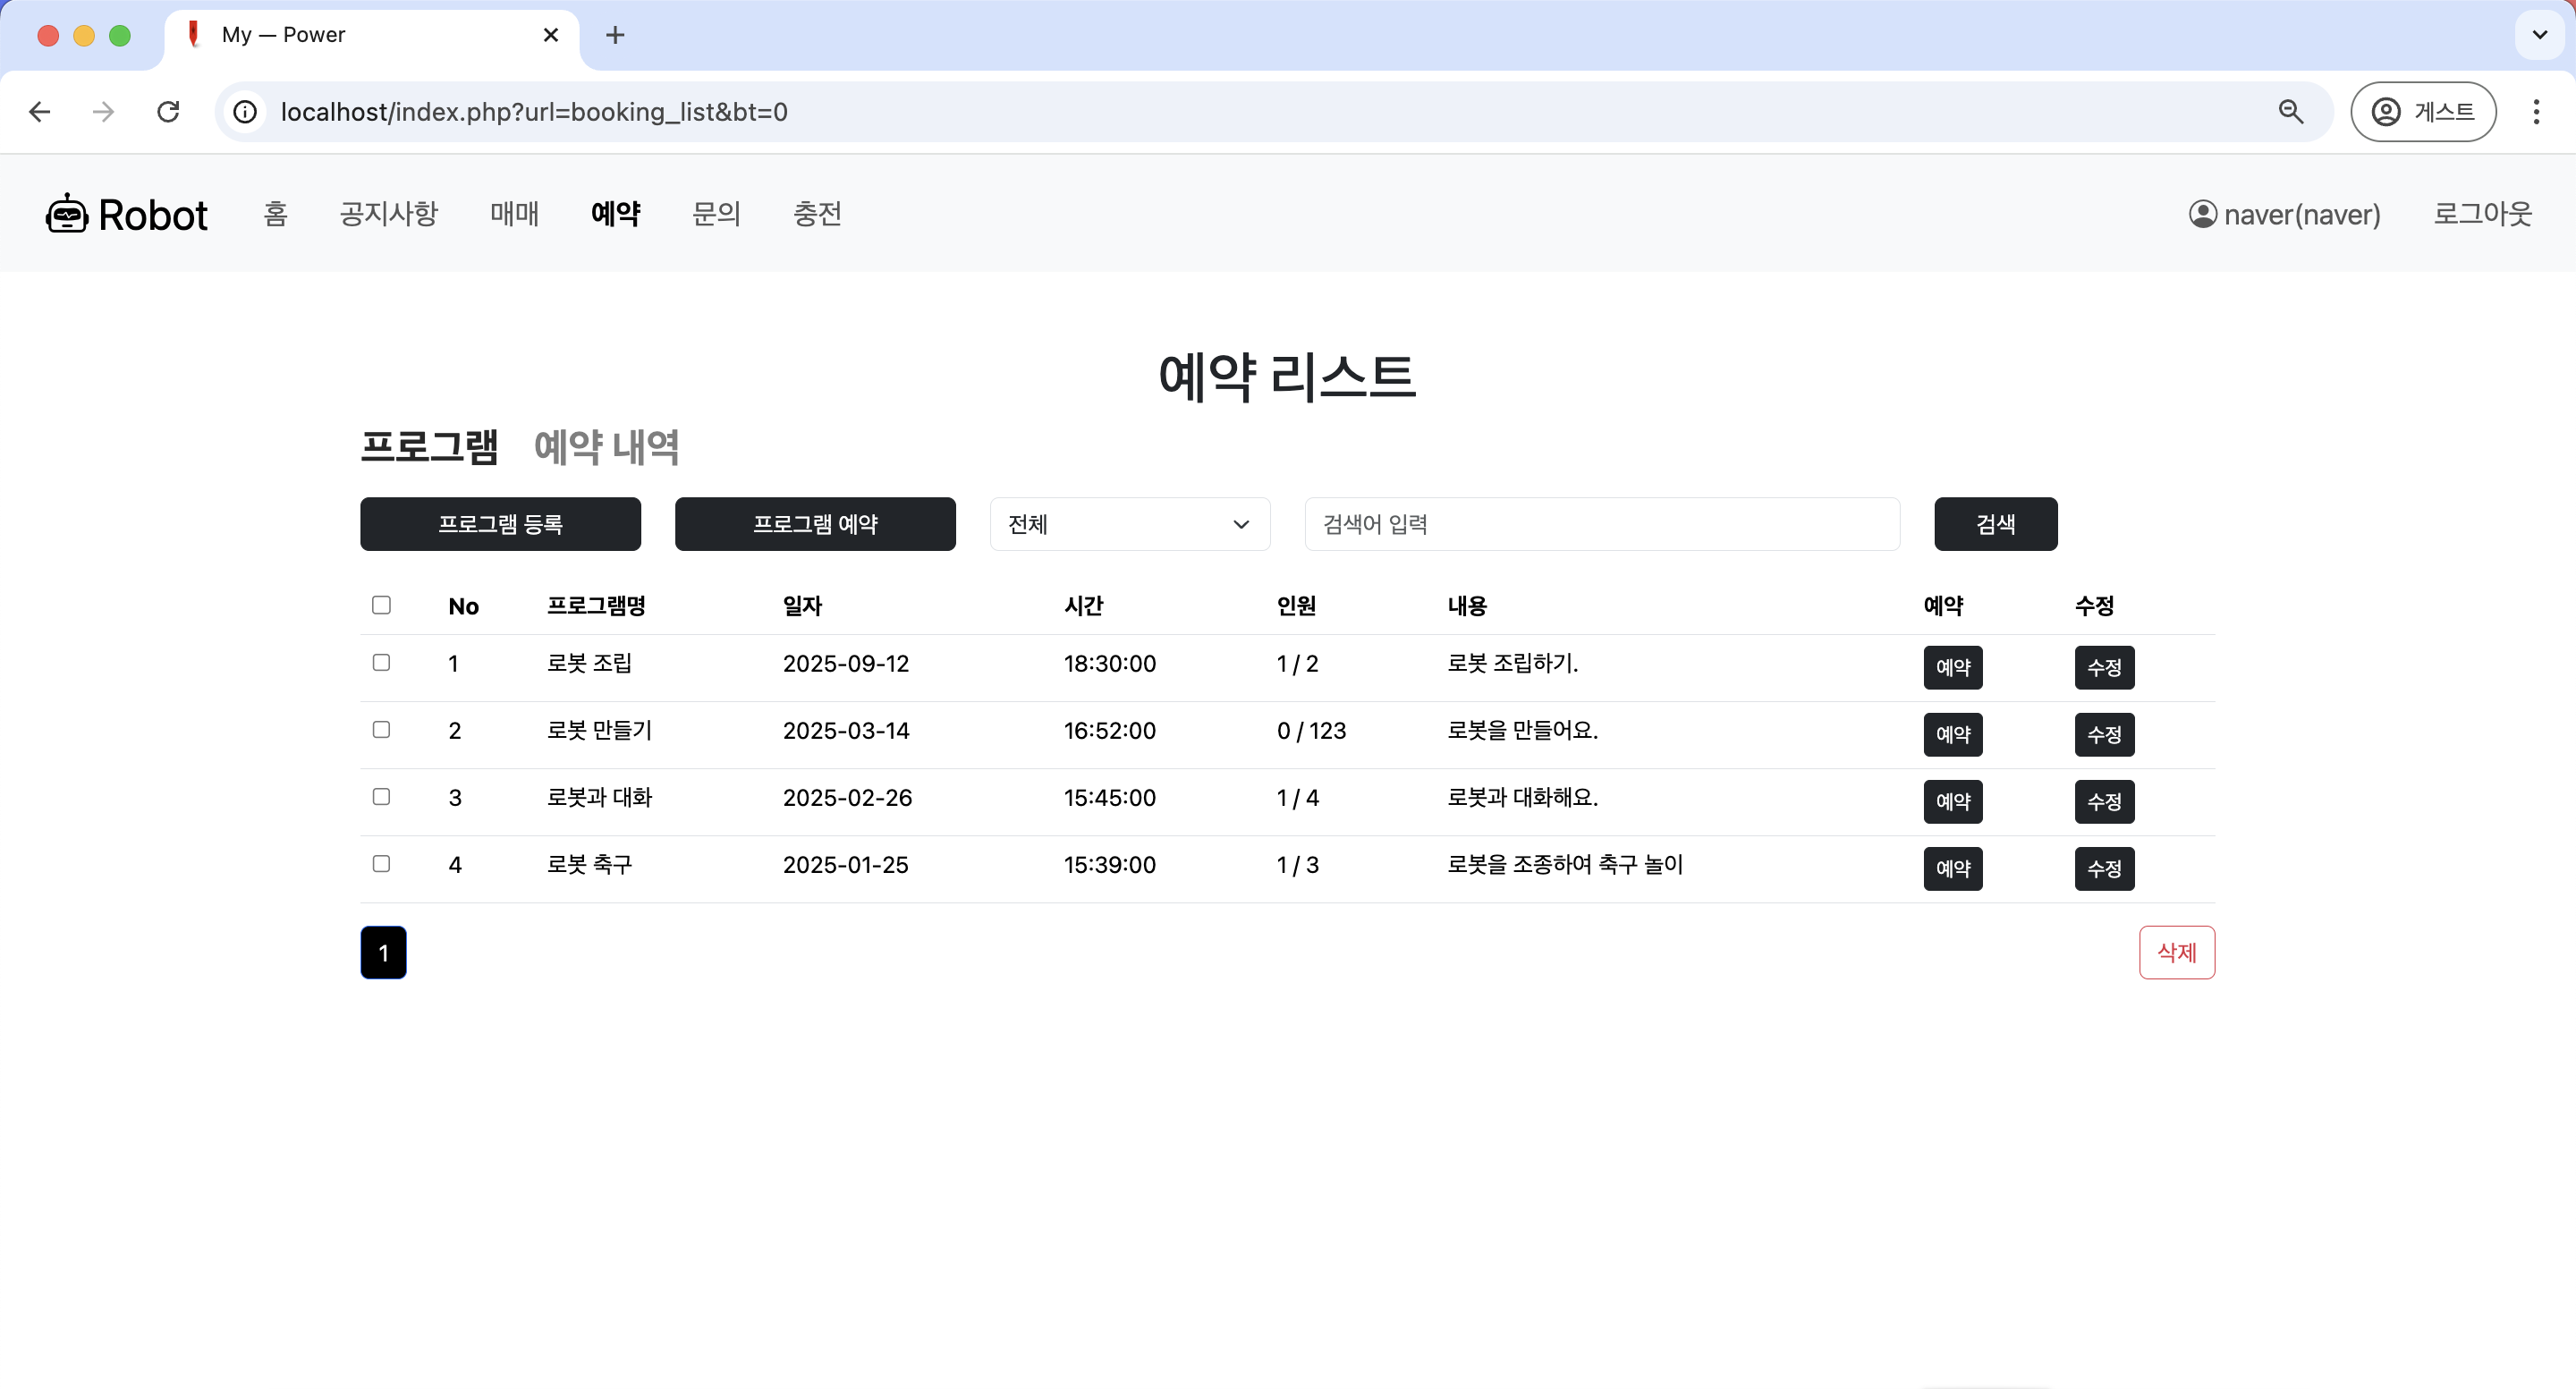 My — Power
localhost/index.php?url=booking_list&bt=0
게스트
Robot 홈 공지사항 매매 예약 문의 충전 naver(naver) 로그아웃
예약 리스트
프로그램 예약 내역
프로그램 등록 프로그램 예약 전체 검색어 입력 검색
No 프로그램명 일자 시간 인원 내용 예약 수정
1 로봇 조립 2025-09-12 18:30:00 1 / 2 로봇 조립하기. 예약 수정
2 로봇 만들기 2025-03-14 16:52:00 0 / 123 로봇을 만들어요. 예약 수정
3 로봇과 대화 2025-02-26 15:45:00 1 / 4 로봇과 대화해요. 예약 수정
4 로봇 축구 2025-01-25 15:39:00 1 / 3 로봇을 조종하여 축구 놀이 예약 수정
1 삭제